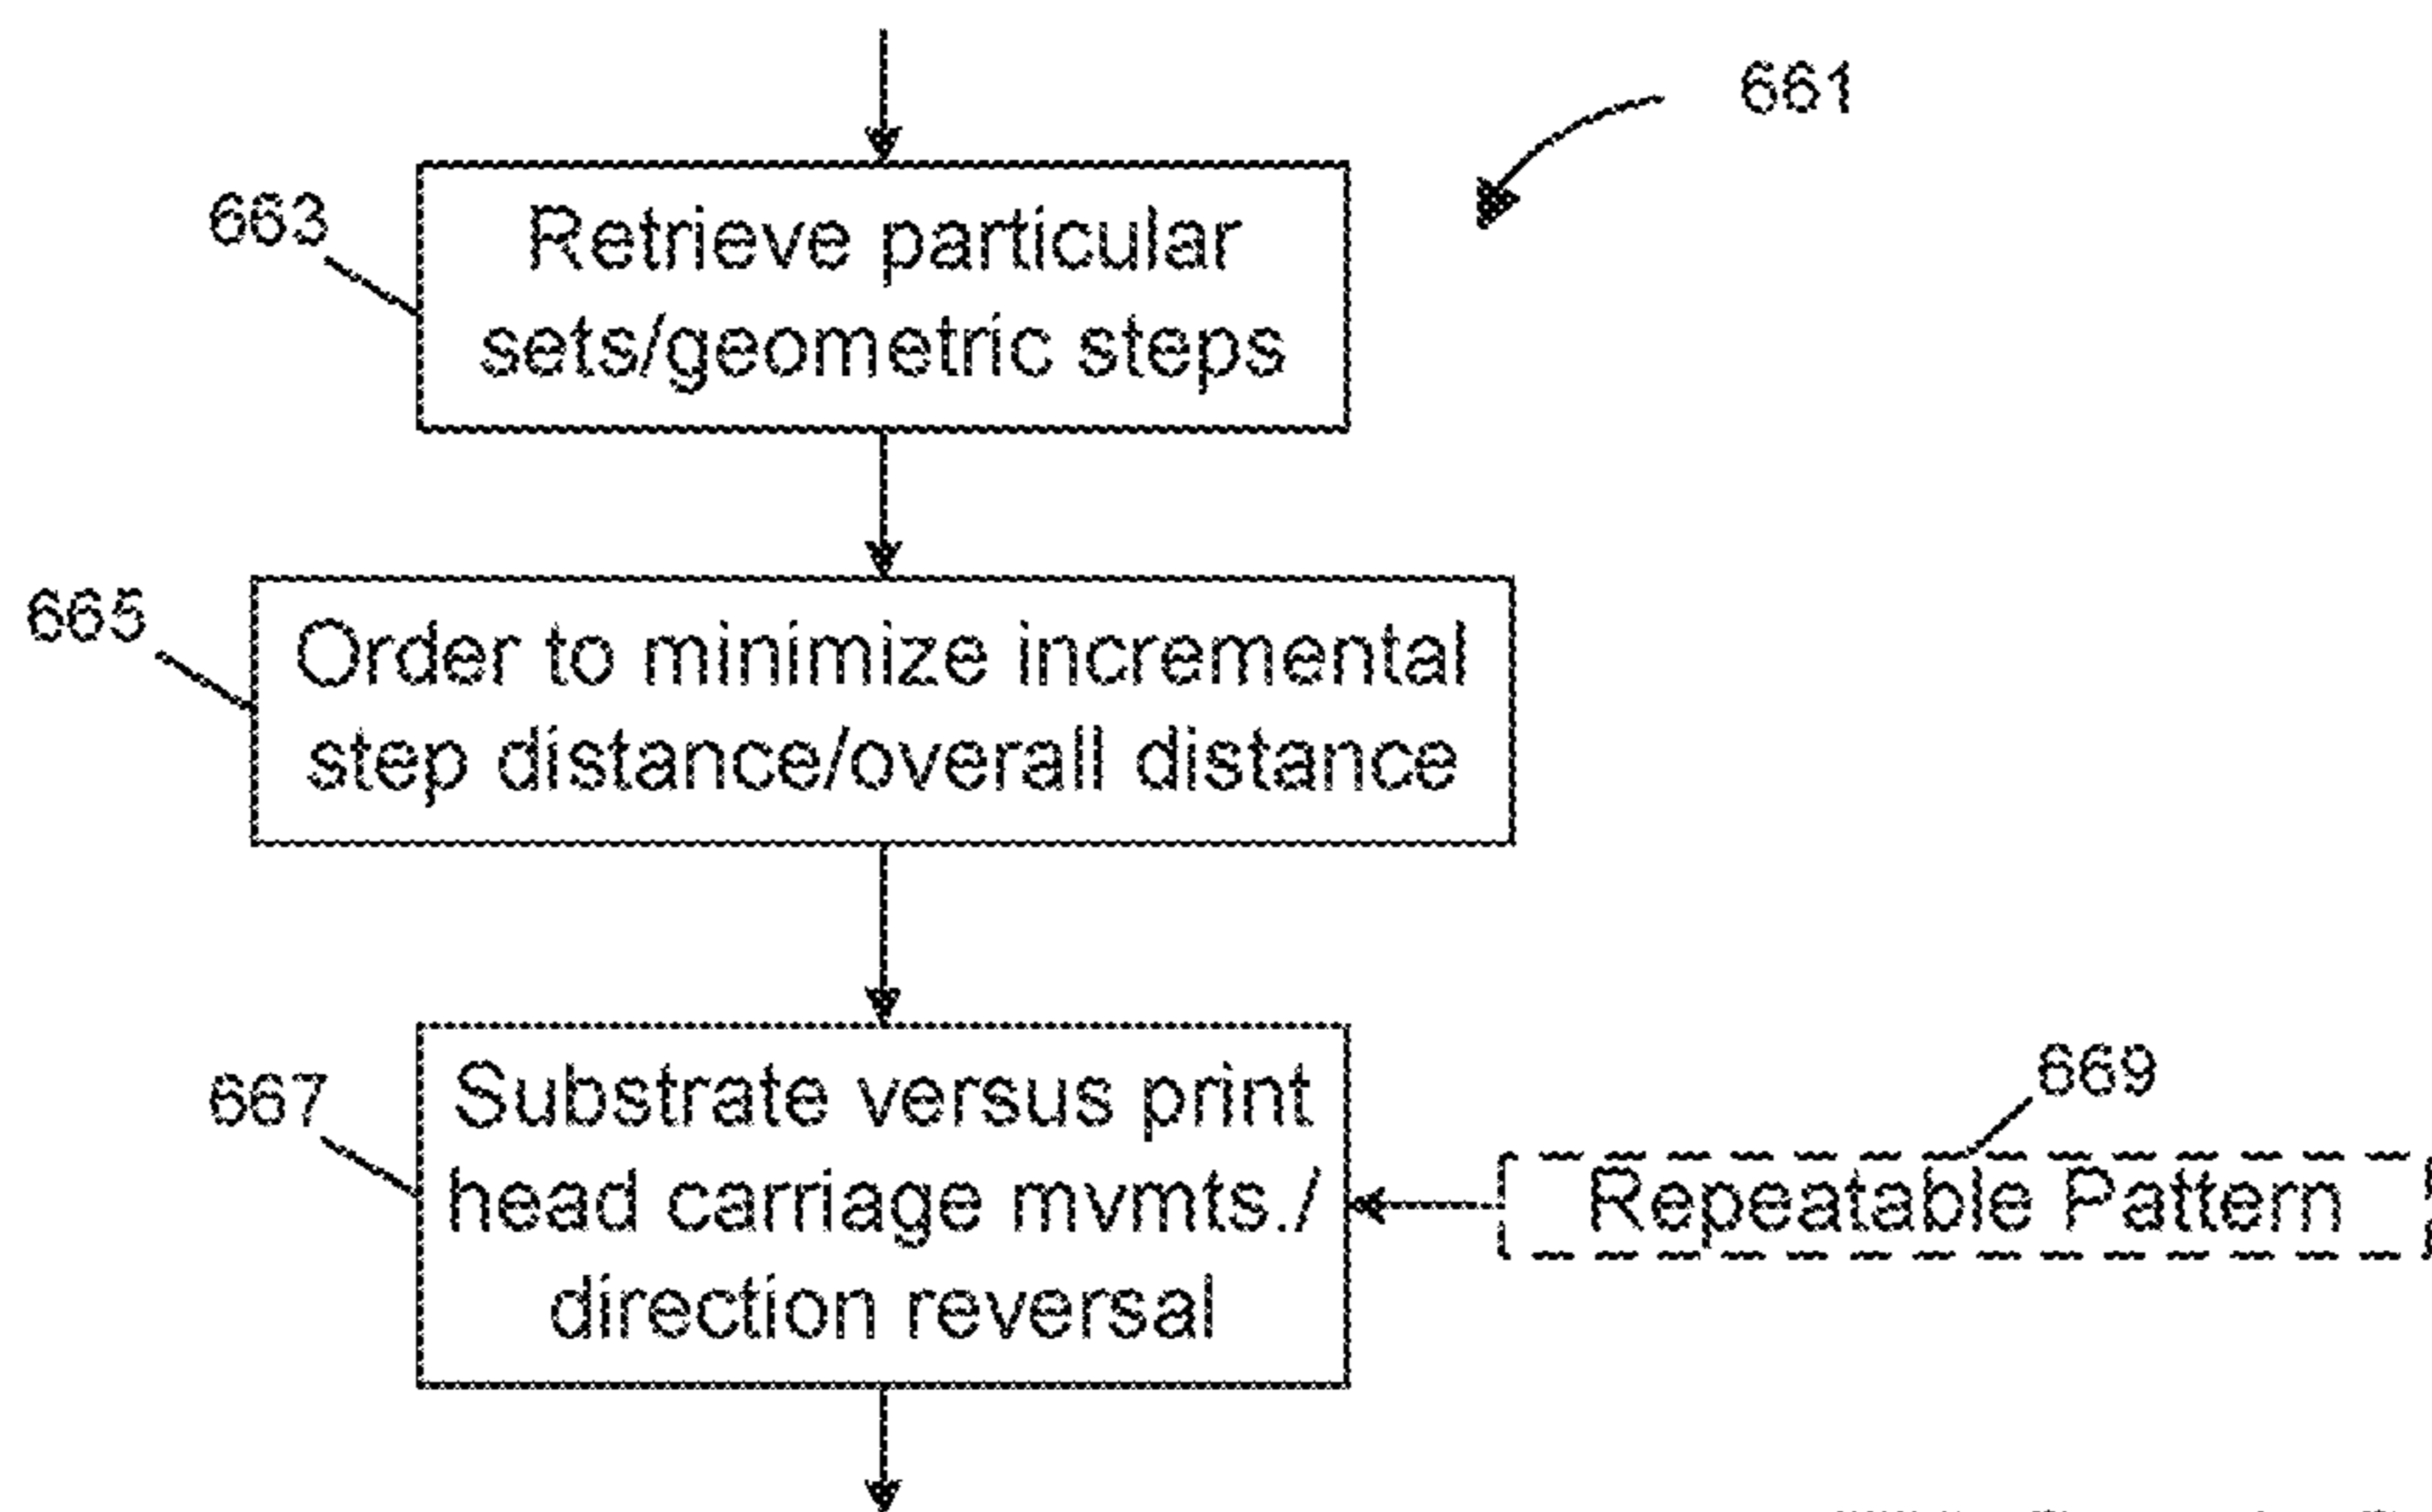 661
663
Retrieve particular
sets/geometric steps
665
Order to minimize incremental
step distance/overall distance
667
Substrate versus print
head carriage mvmts./
direction reversal
669
Repeatable Pattern